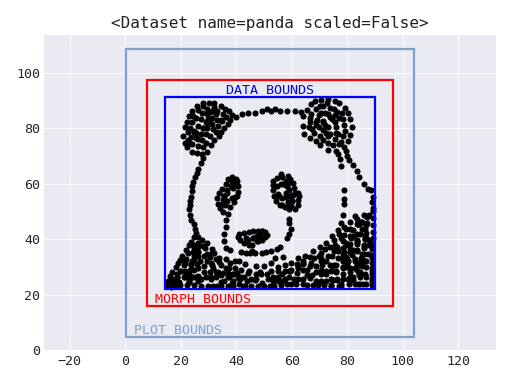 <Dataset name=panda scaled=False>
100
80
60
40
20
0
DATA BOUNDS
MORPH BOUNDS
PLOT BOUNDS
−20 0 20 40 60 80 100 120